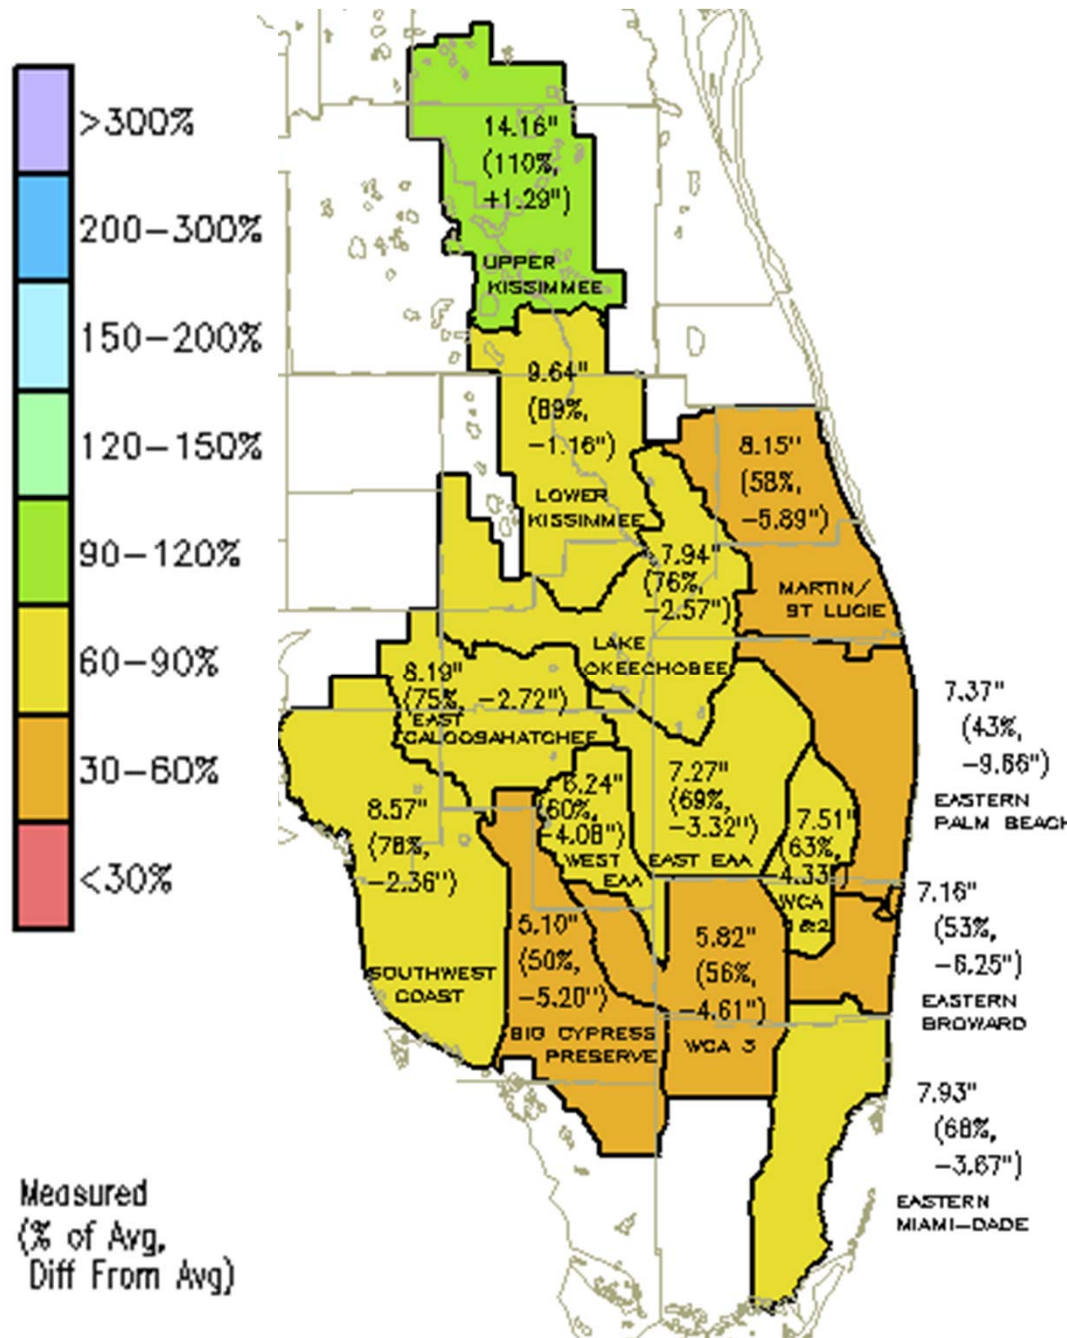 >300%
200-300%
150-200%
120-150%
90-120%
60-90%
30-60%
<30%
Measured
(% of Avg,
Diff From Avg)
14.16"
(110%,
+1.29")
UPPER
KISSIMMEE
9.64"
(89%,
-1.16")
LOWER
KISSIMMEE
8.15"
(58%,
-5.89")
MARTIN/
ST LUCIE
7.94"
(76%,
-2.57")
LAKE
OKEECHOBEE
8.19"
(75%, -2.72")
EAST
CALOOSAHATCHEE
7.37"
(43%,
-9.66")
EASTERN
PALM BEACH
8.57"
(78%,
-2.36")
SOUTHWEST
COAST
6.24"
(60%,
-4.08")
WEST
EAA
7.27"
(69%,
-3.32")
EAST EAA
7.51"
(63%,
-4.33")
WCA
1&2
7.16"
(53%,
-6.25")
EASTERN
BROWARD
5.10"
(50%,
-5.20")
BIG CYPRESS
PRESERVE
5.82"
(56%,
-4.61")
WCA 3
7.93"
(68%,
-3.67")
EASTERN
MIAMI-DADE